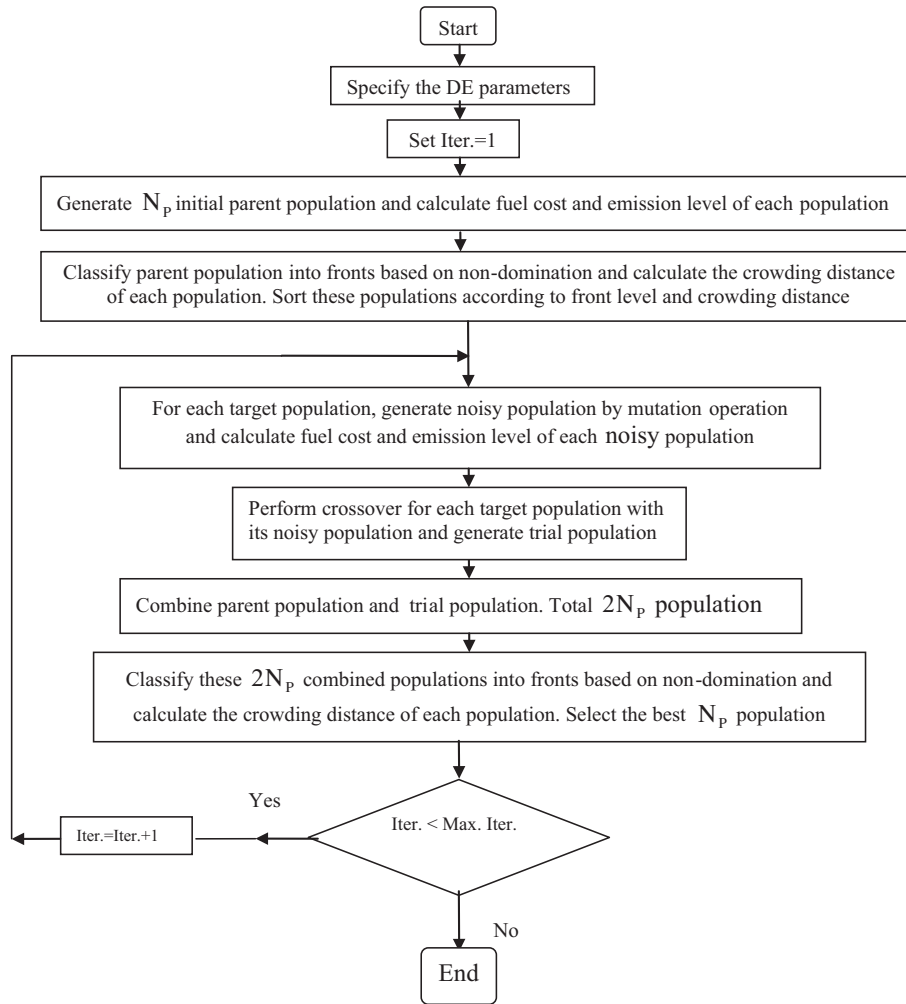 Start
Specify the DE parameters
Set Iter.=1
Generate N_P initial parent population and calculate fuel cost and emission level of each population
Classify parent population into fronts based on non-domination and calculate the crowding distance
of each population. Sort these populations according to front level and crowding distance
For each target population, generate noisy population by mutation operation
and calculate fuel cost and emission level of each noisy population
Perform crossover for each target population with
its noisy population and generate trial population
Combine parent population and trial population. Total 2N_P population
Classify these 2N_P combined populations into fronts based on non-domination and
calculate the crowding distance of each population. Select the best N_P population
Yes
Iter. < Max. Iter.
Iter.=Iter.+1
No
End